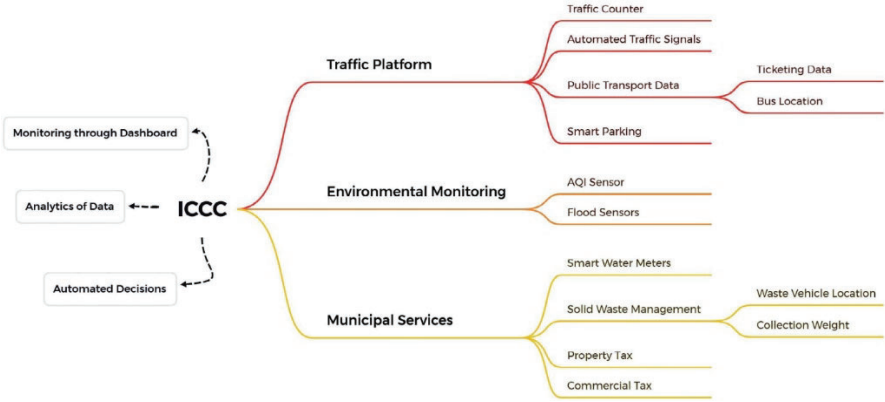 Traffic Counter
Automated Traffic Signals
Traffic Platform
Public Transport Data
Ticketing Data
Bus Location
Smart Parking
Monitoring through Dashboard
Analytics of Data
Automated Decisions
ICCC
Environmental Monitoring
AQI Sensor
Flood Sensors
Municipal Services
Smart Water Meters
Solid Waste Management
Waste Vehicle Location
Collection Weight
Property Tax
Commercial Tax